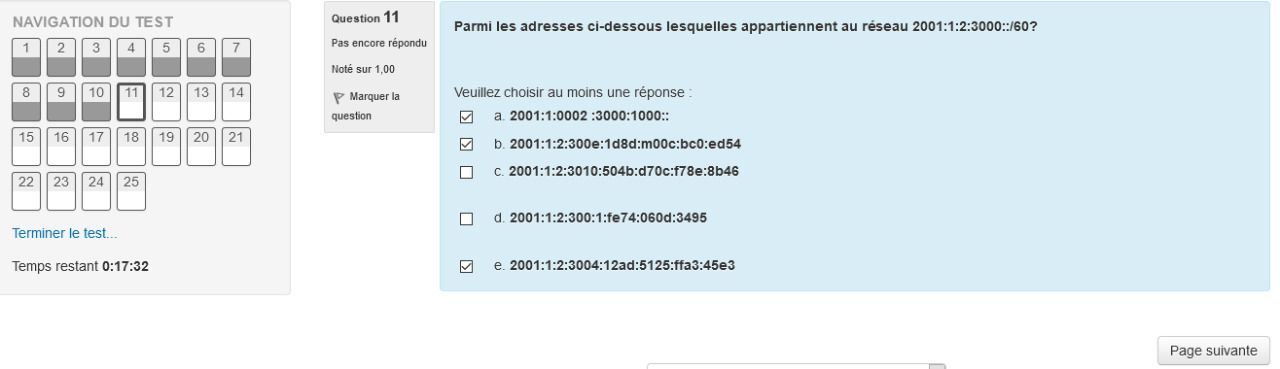 NAVIGATION DU TEST
1 2 3 4 5 6 7
8 9 10 11 12 13 14
15 16 17 18 19 20 21
22 23 24 25
Terminer le test...
Temps restant 0:17:32
Question 11
Pas encore répondu
Noté sur 1,00
Marquer la
question
Parmi les adresses ci-dessous lesquelles appartiennent au réseau 2001:1:2:3000::/60?
Veuillez choisir au moins une réponse :
a. 2001:1:0002 :3000:1000::
b. 2001:1:2:300e:1d8d:m00c:bc0:ed54
c. 2001:1:2:3010:504b:d70c:f78e:8b46
d. 2001:1:2:300:1:fe74:060d:3495
e. 2001:1:2:3004:12ad:5125:ffa3:45e3
Page suivante